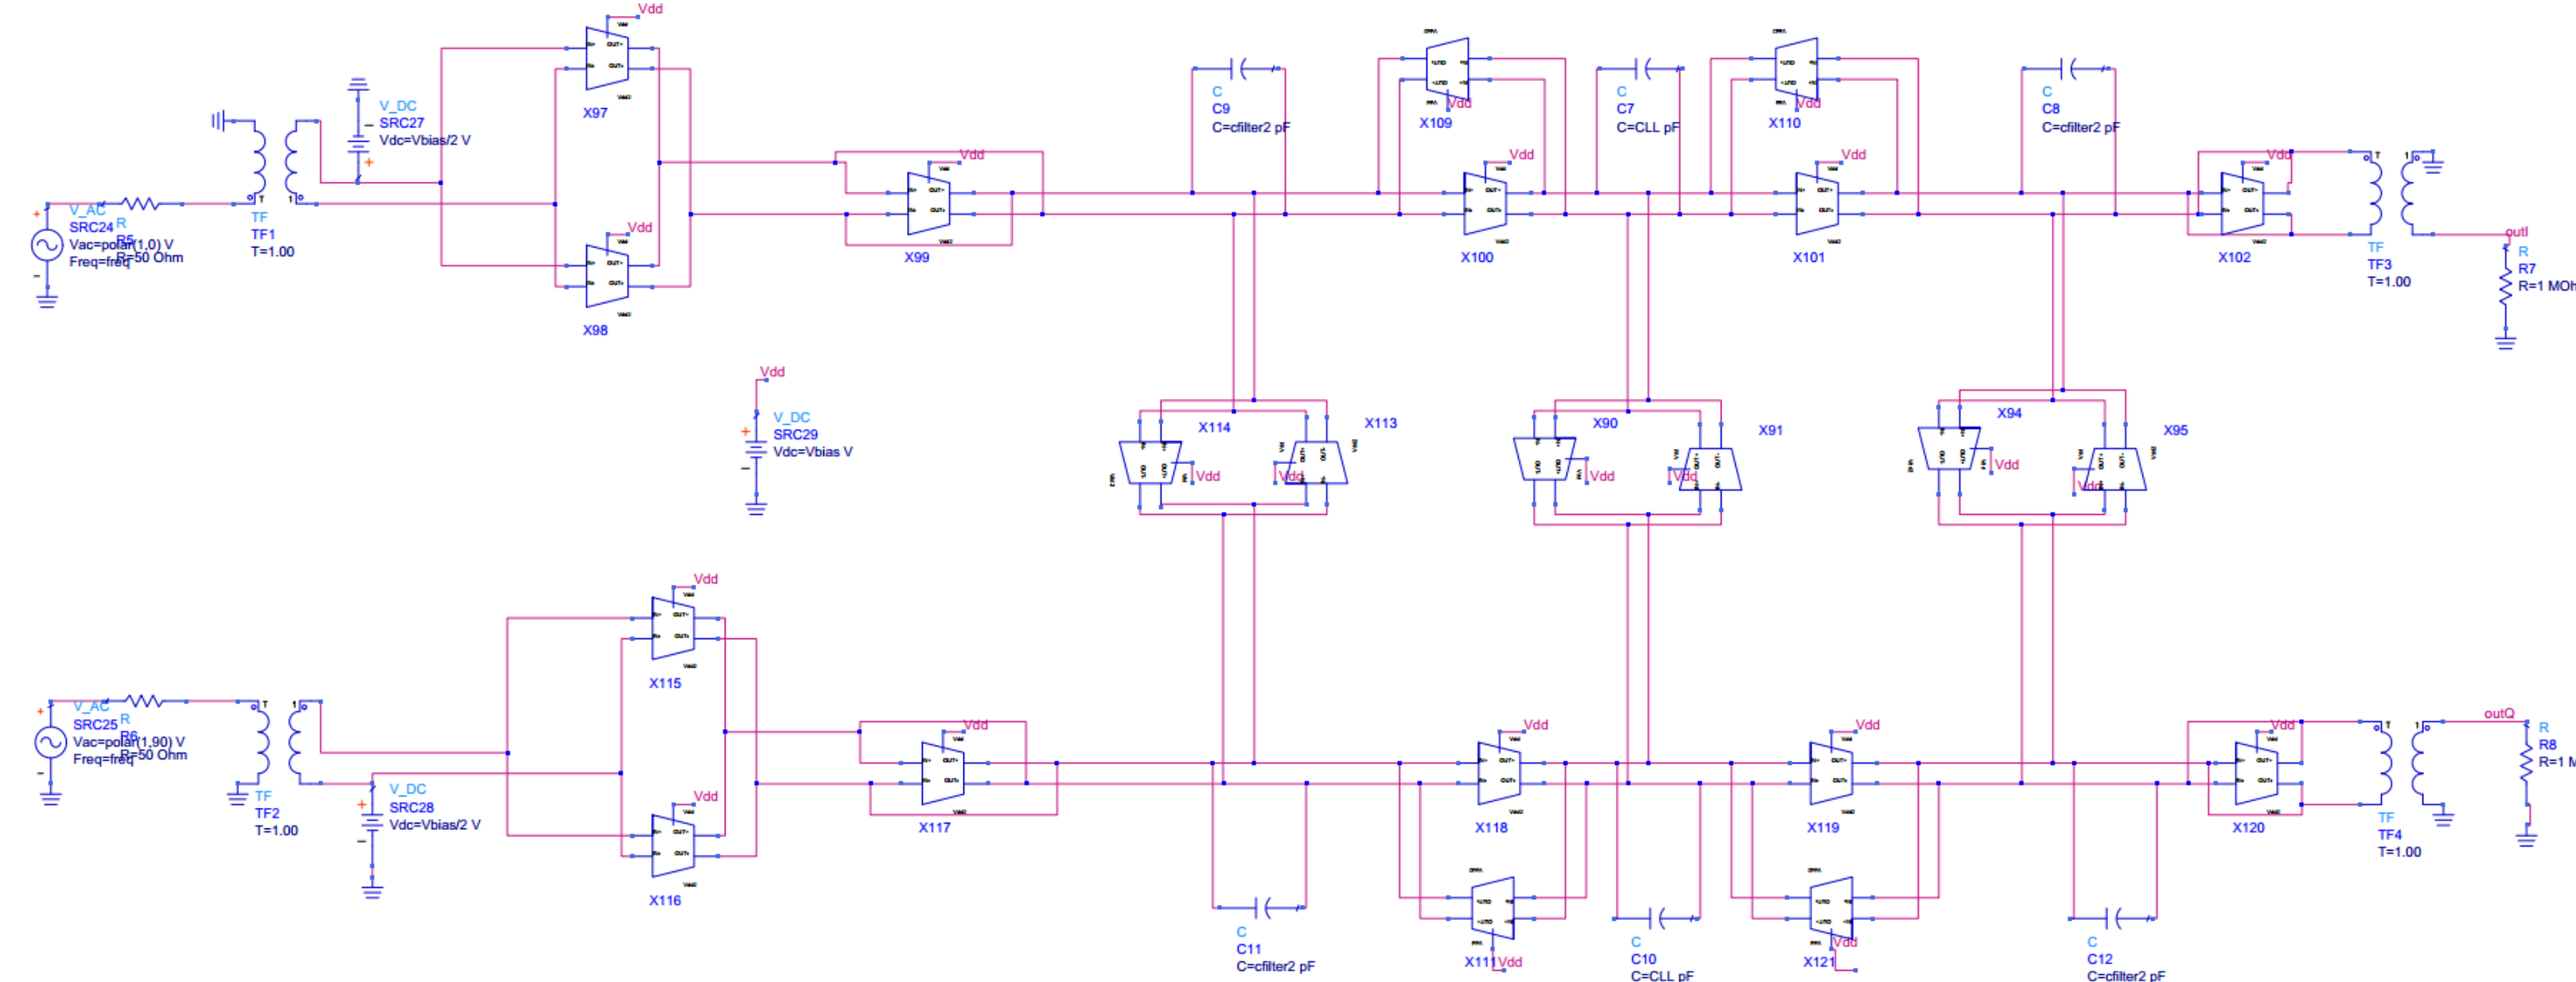 Vdd
X97
V_DC
SRC27
Vdc=Vbias/2 V
V_AC
SRC24
Vac=polar(1,0) V
Freq=freq
R
R5
R=50 Ohm
TF
TF1
T=1.00
Vdd
X98
Vdd
X99
C
C9
C=cfilter2 pF
X109
Vdd
Vdd
X100
C
C7
C=CLL pF
X110
Vdd
Vdd
X101
C
C8
C=cfilter2 pF
Vdd
X102
TF
TF3
T=1.00
outI
R
R7
R=1 MOh
Vdd
V_DC
SRC29
Vdc=Vbias V
X114
Vdd
X113
Vdd
X90
Vdd
X91
Vdd
X94
Vdd
X95
Vdd
Vdd
X115
V_AC
SRC25
Vac=polar(1,90) V
Freq=freq
R
R6
R=50 Ohm
TF
TF2
T=1.00
V_DC
SRC28
Vdc=Vbias/2 V
Vdd
X116
Vdd
X117
C
C11
C=cfilter2 pF
Vdd
X118
X111
Vdd
C
C10
C=CLL pF
Vdd
X119
Vdd
X121
C
C12
C=cfilter2 pF
Vdd
X120
TF
TF4
T=1.00
outQ
R
R8
R=1 M